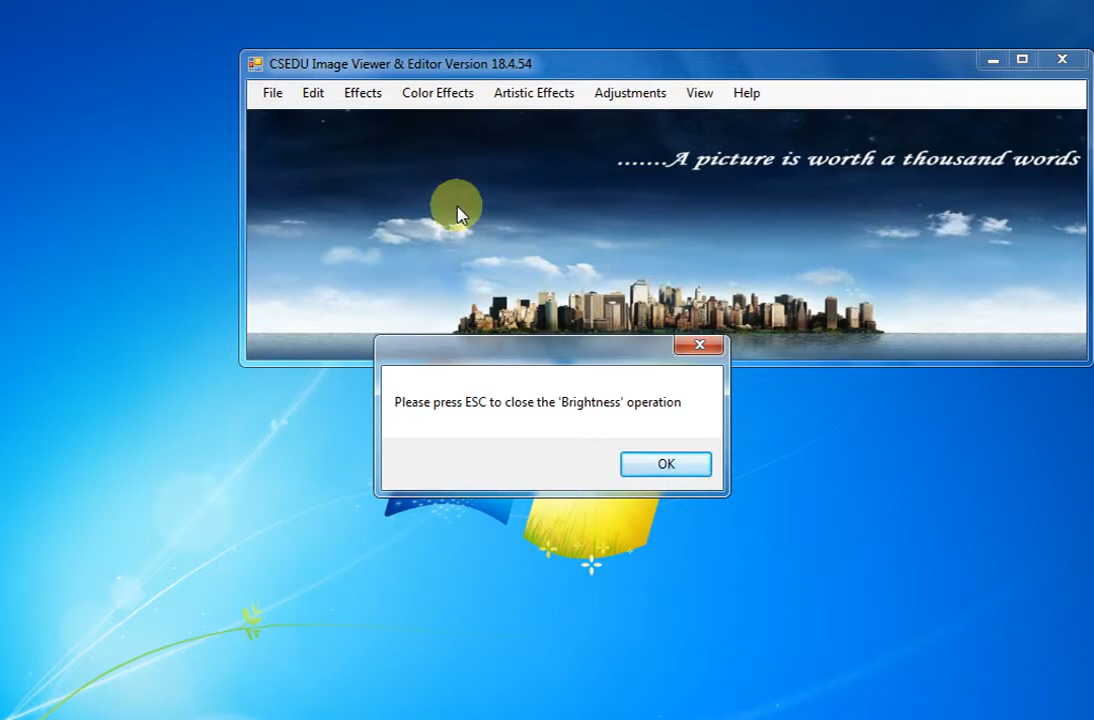 CSEDU Image Viewer & Editor Version 18.4.54
File Edit Effects Color Effects Artistic Effects Adjustments View Help
.......A picture is worth a thousand words
Please press ESC to close the 'Brightness' operation
OK